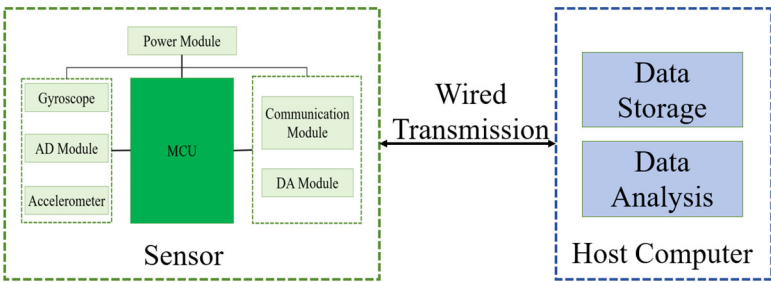 Power Module
Gyroscope
AD Module
Accelerometer
MCU
Communication
Module
DA Module
Sensor
Wired
Transmission
Data
Storage
Data
Analysis
Host Computer